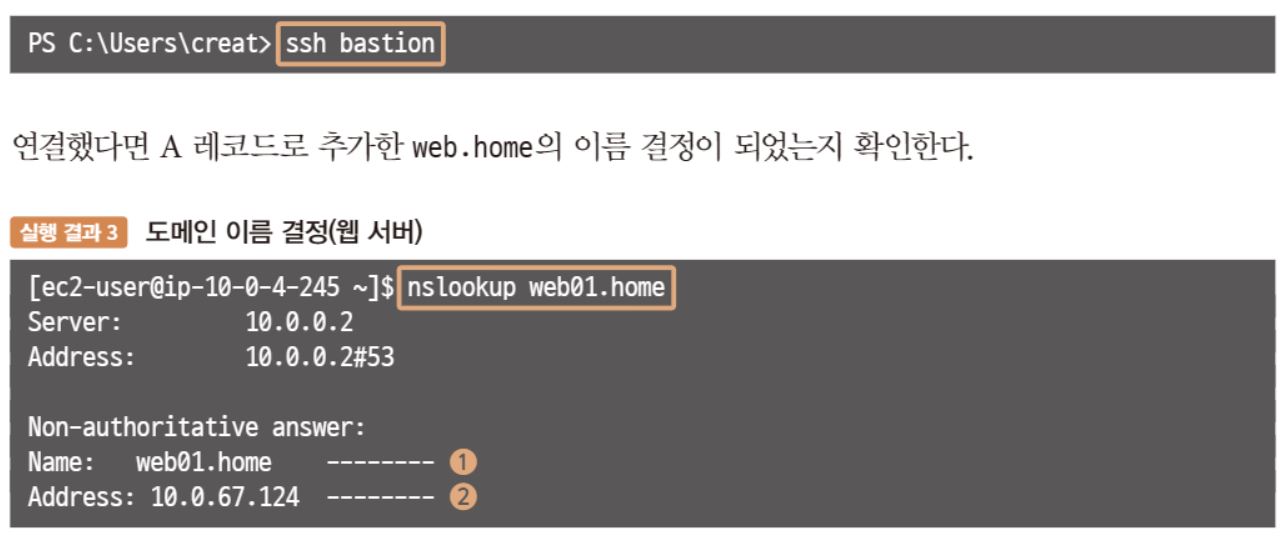 PS C:\Users\creat> ssh bastion
연결했다면 A 레코드로 추가한 web.home의 이름 결정이 되었는지 확인한다.
실행 결과 3 도메인 이름 결정(웹 서버)
[ec2-user@ip-10-0-4-245 ~]$ nslookup web01.home
Server: 10.0.0.2
Address: 10.0.0.2#53
Non-authoritative answer:
Name: web01.home -------- ❶
Address: 10.0.67.124 -------- ❷